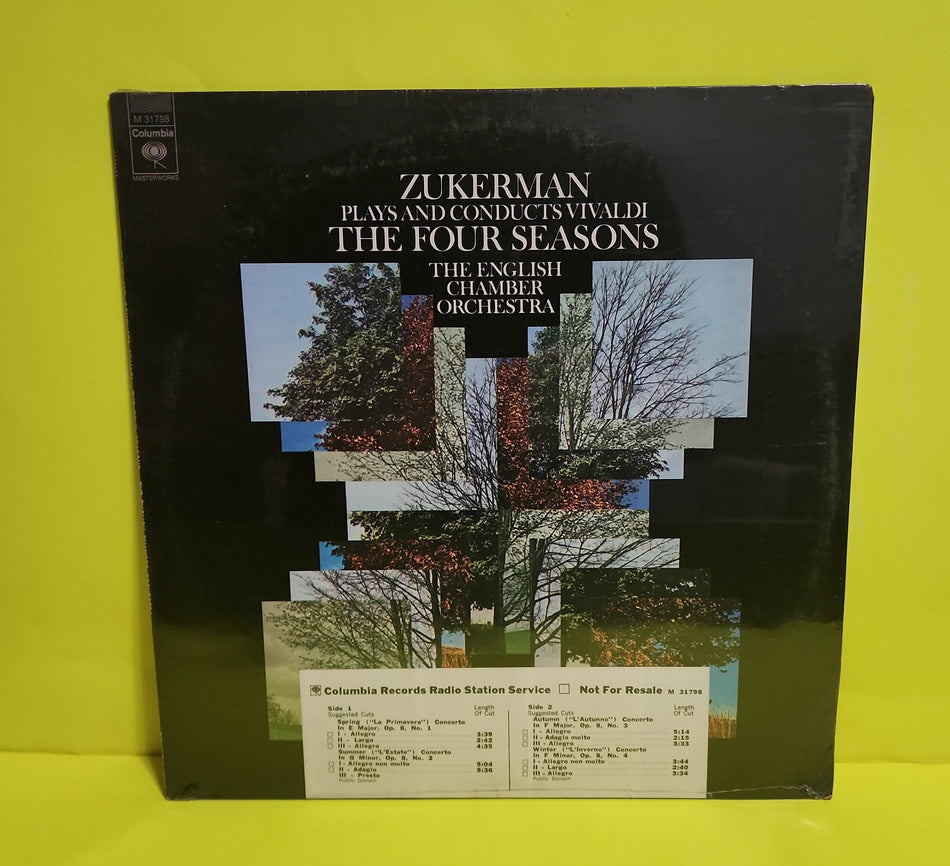 M 31798
Columbia
MASTERWORKS
ZUKERMAN
PLAYS AND CONDUCTS VIVALDI
THE FOUR SEASONS
THE ENGLISH
CHAMBER
ORCHESTRA
Columbia Records Radio Station Service Not For Resale M 31798
Side 1 Length
Suggested Cuts Of Cut
Spring ("La Primavera") Concerto
In E Major, Op. 8, No. 1
I - Allegro 3:39
II - Largo 2:42
III - Allegro 4:35
Summer ("L'Estate") Concerto
In G Minor, Op. 8, No. 2
I - Allegro non molto 5:04
II - Adagio 5:36
III - Presto
Public Domain
Side 2 Length
Suggested Cuts Of Cut
Autumn ("L'Autunno") Concerto
In F Major, Op. 8, No. 3
I - Allegro 5:14
II - Adagio molto 2:15
III - Allegro 3:33
Winter ("L'Inverno") Concerto
In F Minor, Op. 8, No. 4
I - Allegro non molto 3:44
II - Largo 2:40
III - Allegro 3:34
Public Domain